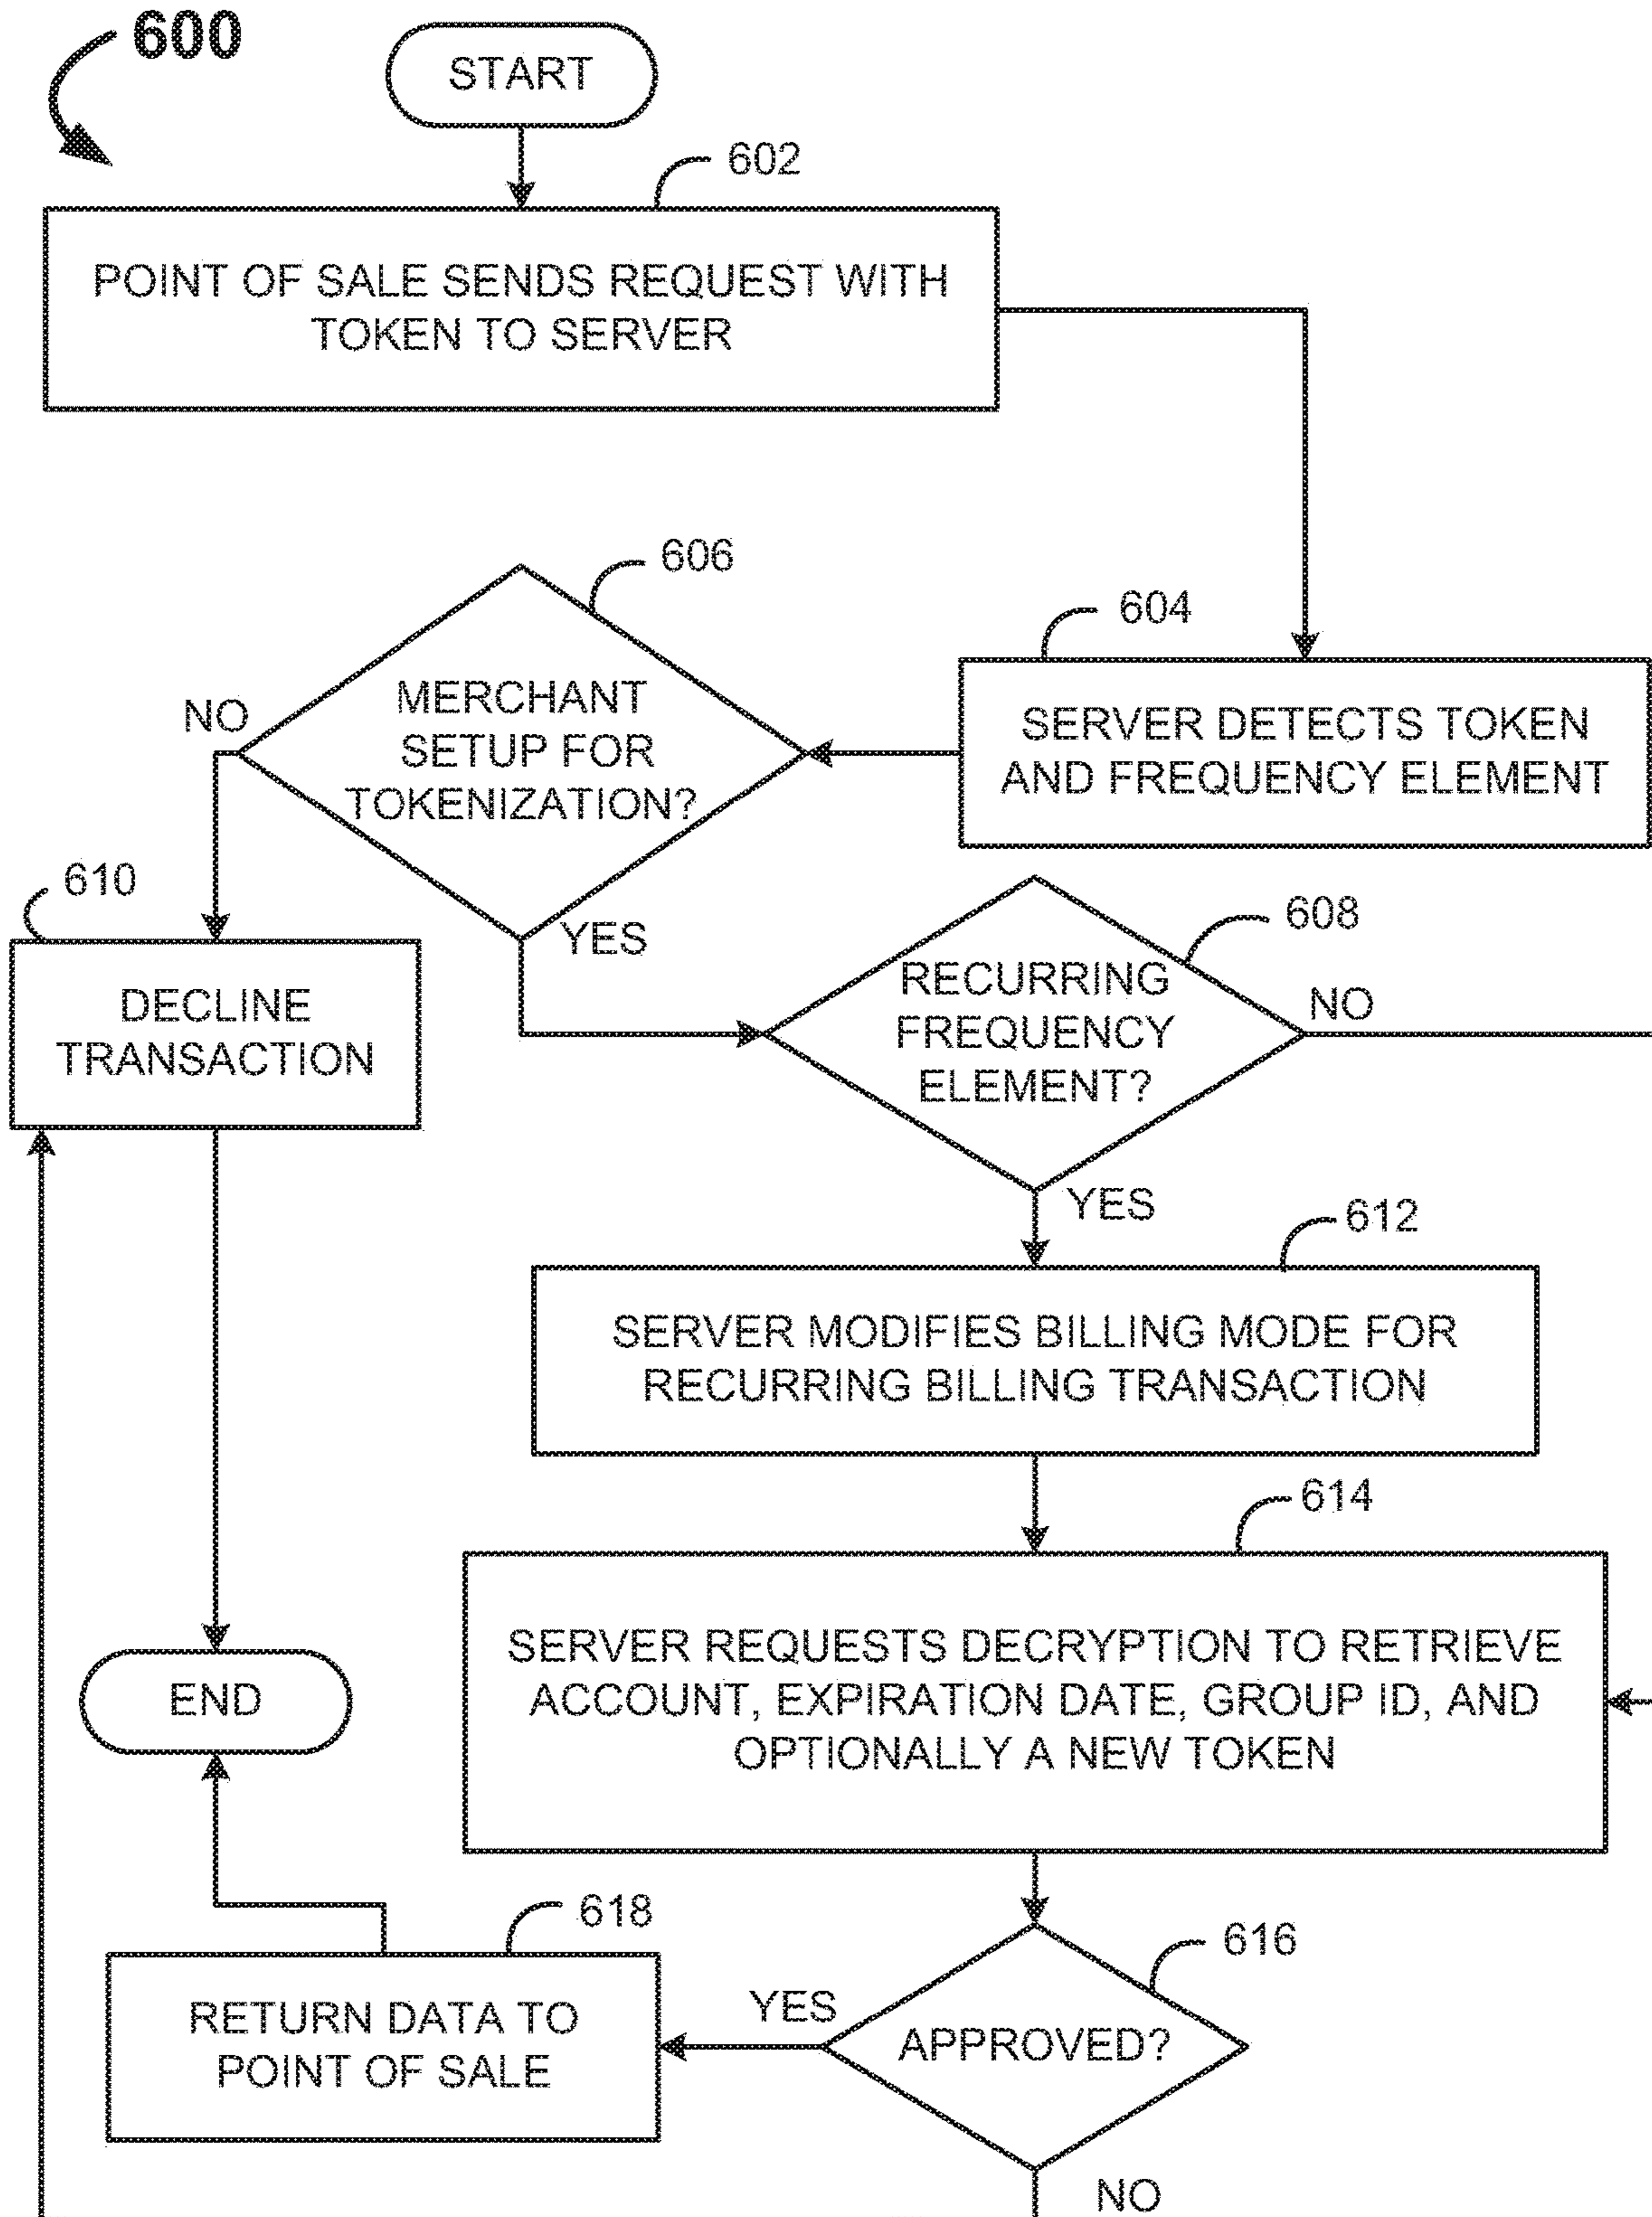 600
START
602
POINT OF SALE SENDS REQUEST WITH
TOKEN TO SERVER
606
604
MERCHANT
SETUP FOR
TOKENIZATION?
NO
YES
SERVER DETECTS TOKEN
AND FREQUENCY ELEMENT
610
DECLINE
TRANSACTION
608
RECURRING
FREQUENCY
ELEMENT?
NO
YES
612
SERVER MODIFIES BILLING MODE FOR
RECURRING BILLING TRANSACTION
614
SERVER REQUESTS DECRYPTION TO RETRIEVE
ACCOUNT, EXPIRATION DATE, GROUP ID, AND
OPTIONALLY A NEW TOKEN
END
618
616
RETURN DATA TO
POINT OF SALE
YES
APPROVED?
NO